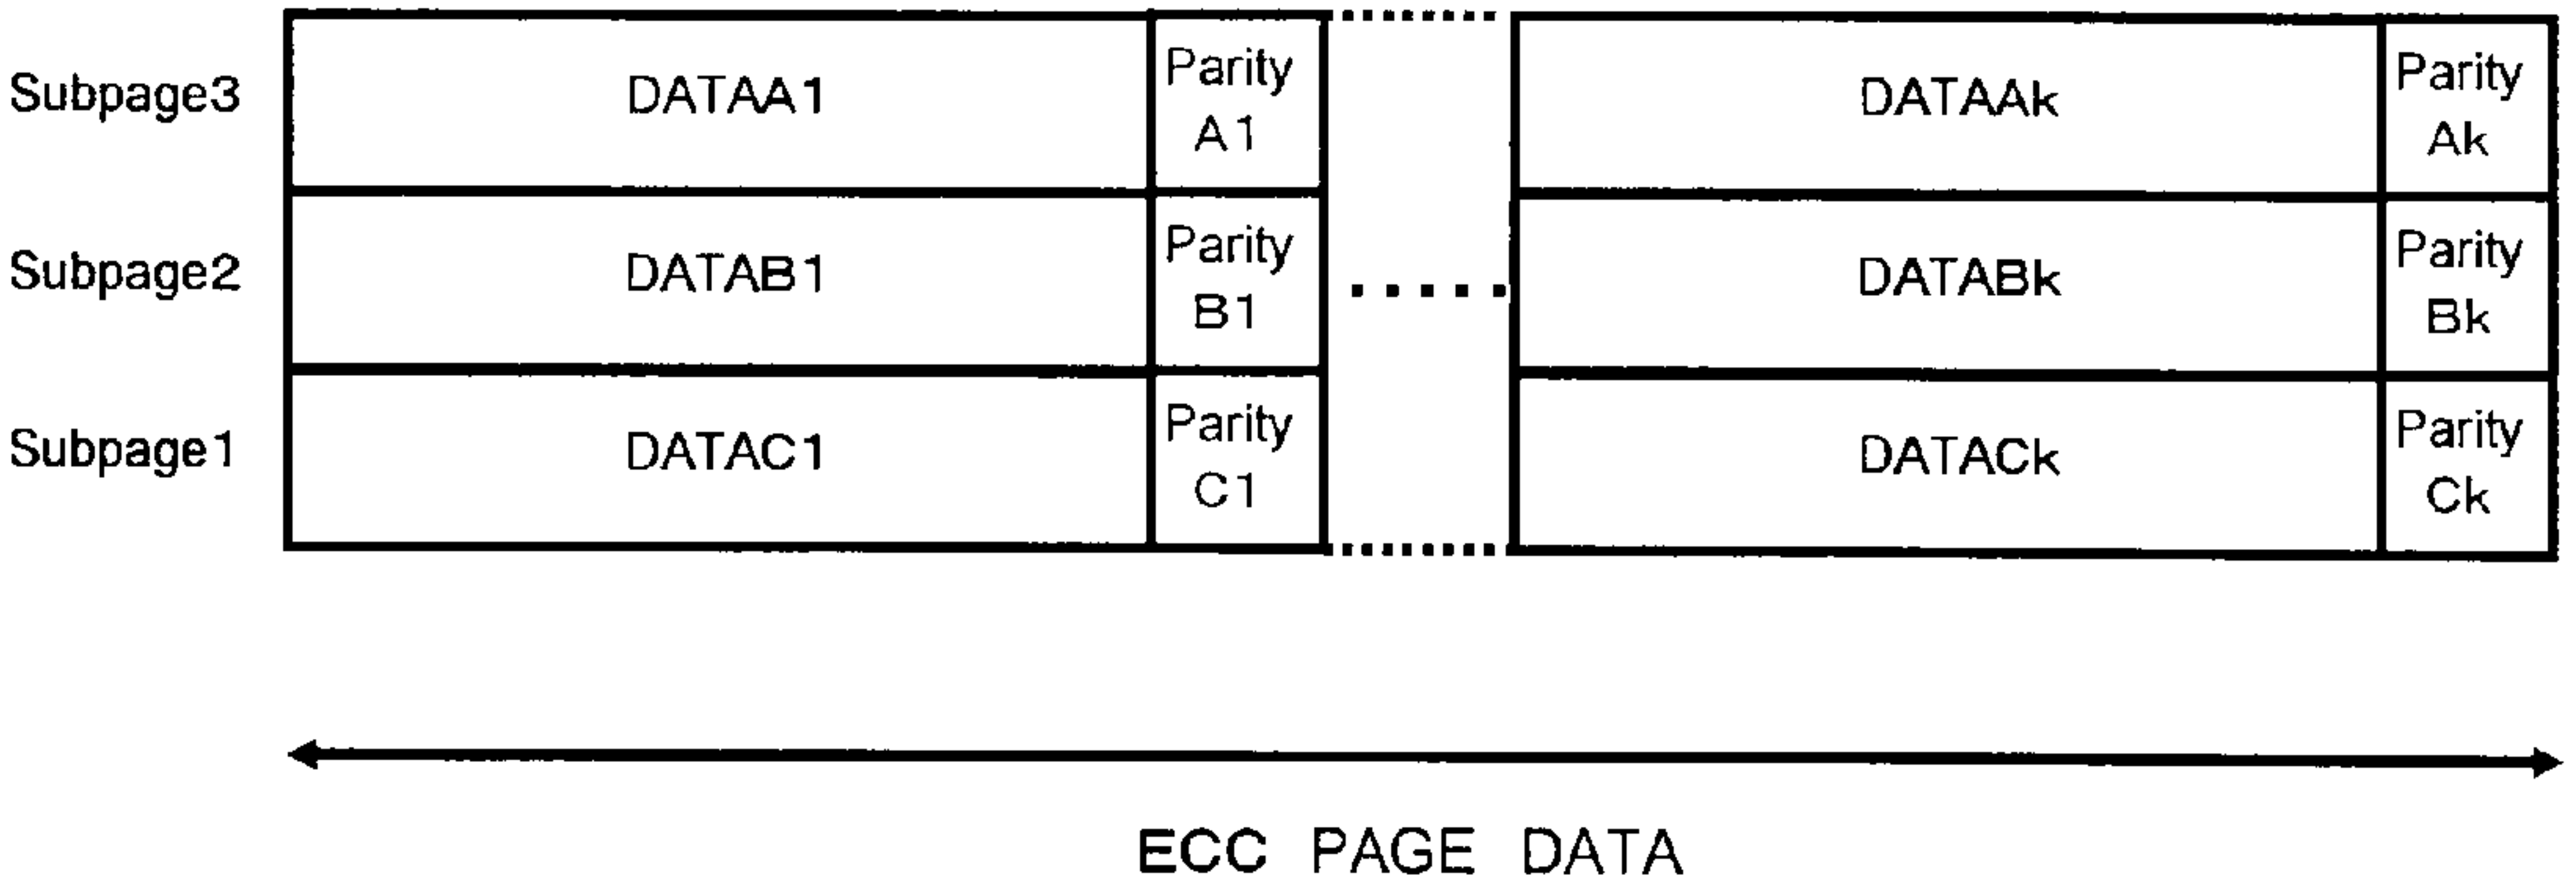 Subpage3 DATAA1 Parity A1 DATAAk Parity Ak
Subpage2 DATAB1 Parity B1 DATABk Parity Bk
Subpage1 DATAC1 Parity C1 DATACk Parity Ck
ECC PAGE DATA